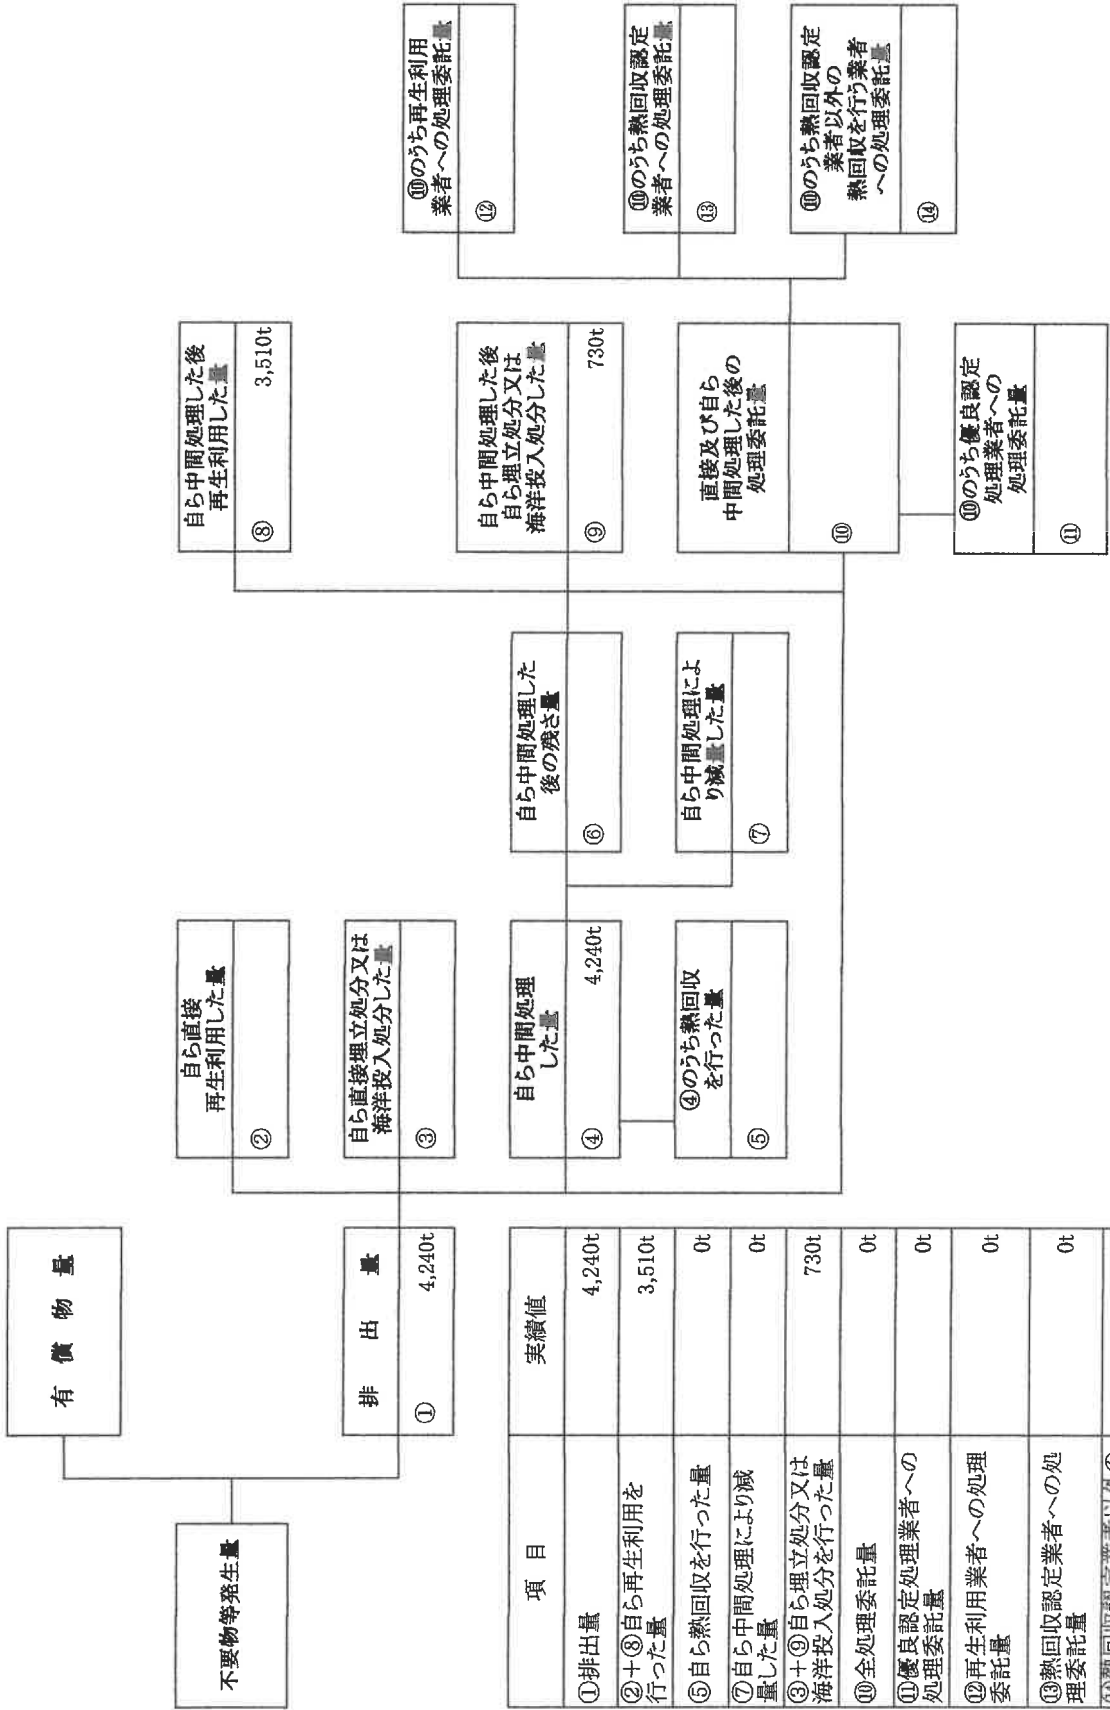 不要物等発生量
有 償 物 量
排 出 量
①
4,240t
自ら直接
再生利用した量
②
自ら直接埋立処分又は
海洋投入処分した量
③
自ら中間処理
した量
④
4,240t
④のうち熱回収
を行った量
⑤
自ら中間処理した
後の残さ量
⑥
自ら中間処理によ
り減量した量
⑦
自ら中間処理した後
再生利用した量
⑧
3,510t
自ら中間処理した後
自ら埋立処分又は
海洋投入処分した量
⑨
730t
直接及び自ら
中間処理した後の
処理委託量
⑩
⑩のうち優良認定
処理業者への
処理委託量
⑪
⑩のうち再生利用
業者への処理委託量
⑫
⑩のうち熱回収認定
業者への処理委託量
⑬
⑩のうち熱回収認定
業者以外の
熱回収を行う業者
への処理委託量
⑭
項 目
実績値
①排出量
4,240t
②+⑧自ら再生利用を
行った量
3,510t
⑤自ら熱回収を行った量
0t
⑦自ら中間処理により減
量した量
0t
③+⑨自ら埋立処分又は
海洋投入処分を行った量
730t
⑩全処理委託量
0t
⑪優良認定処理業者への
処理委託量
0t
⑫再生利用業者への処理
委託量
0t
⑬熱回収認定業者への処
理委託量
0t
⑭熱回収認定業者以外の